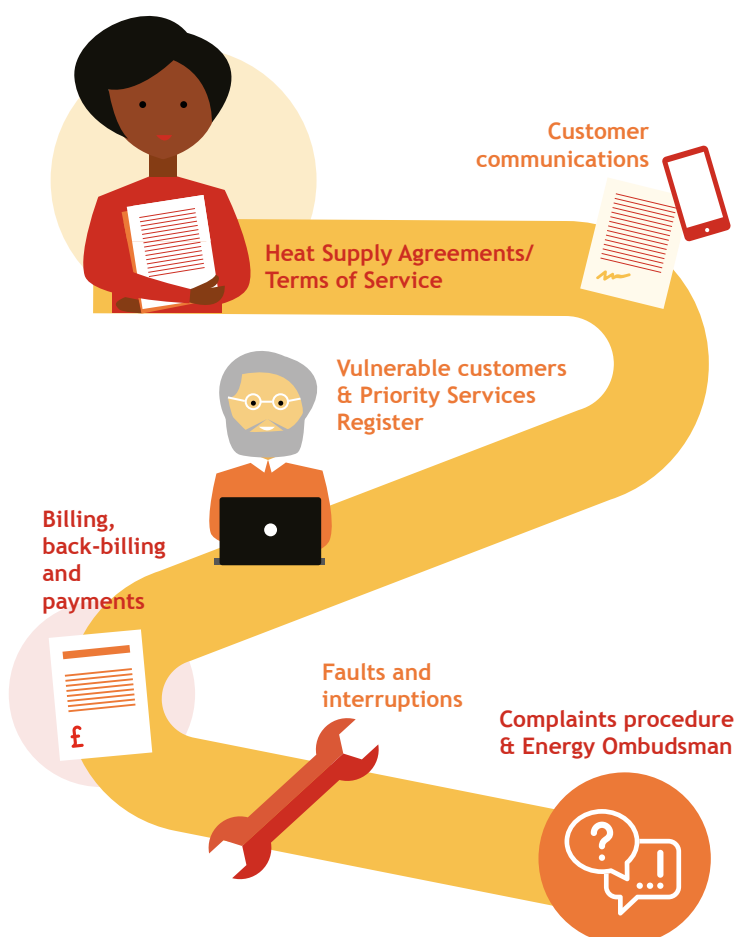 Customer
communications
Heat Supply Agreements/
Terms of Service
Vulnerable customers
& Priority Services
Register
Billing,
back-billing
and
payments
£
Faults and
interruptions
Complaints procedure
& Energy Ombudsman
?
!